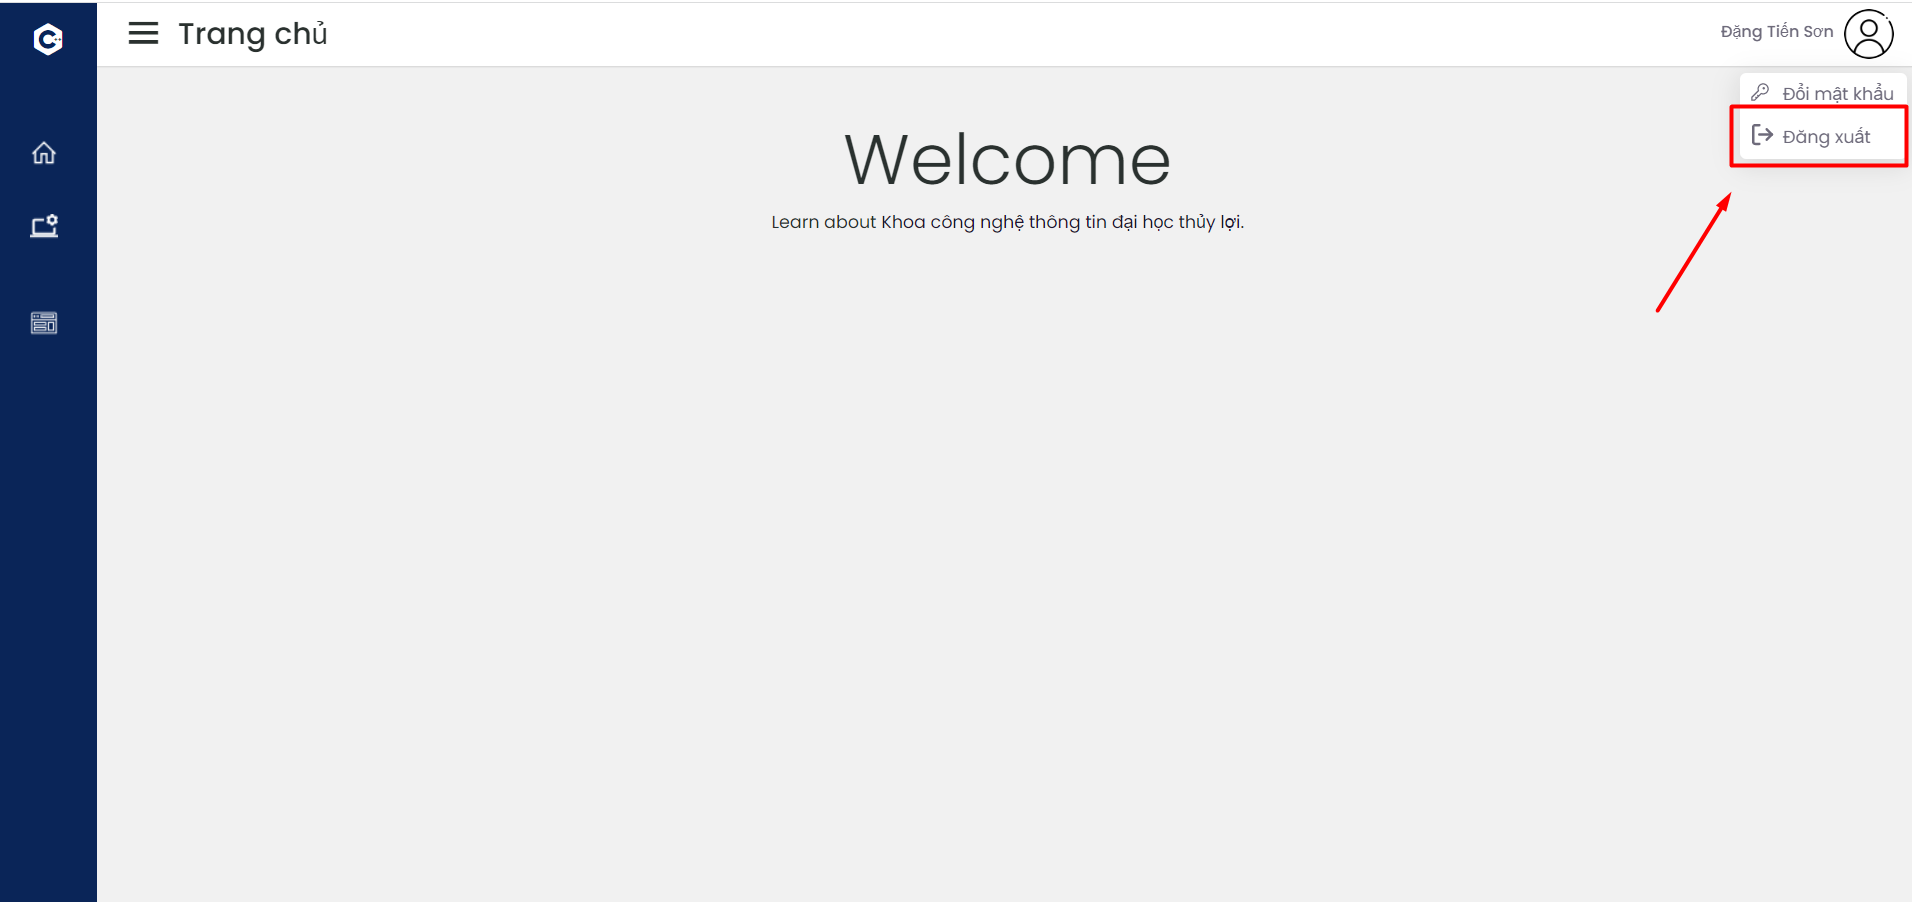 Trang chủ
Đặng Tiến Sơn
Đổi mật khẩu
Đăng xuất
Welcome
Learn about Khoa công nghệ thông tin đại học thủy lợi.